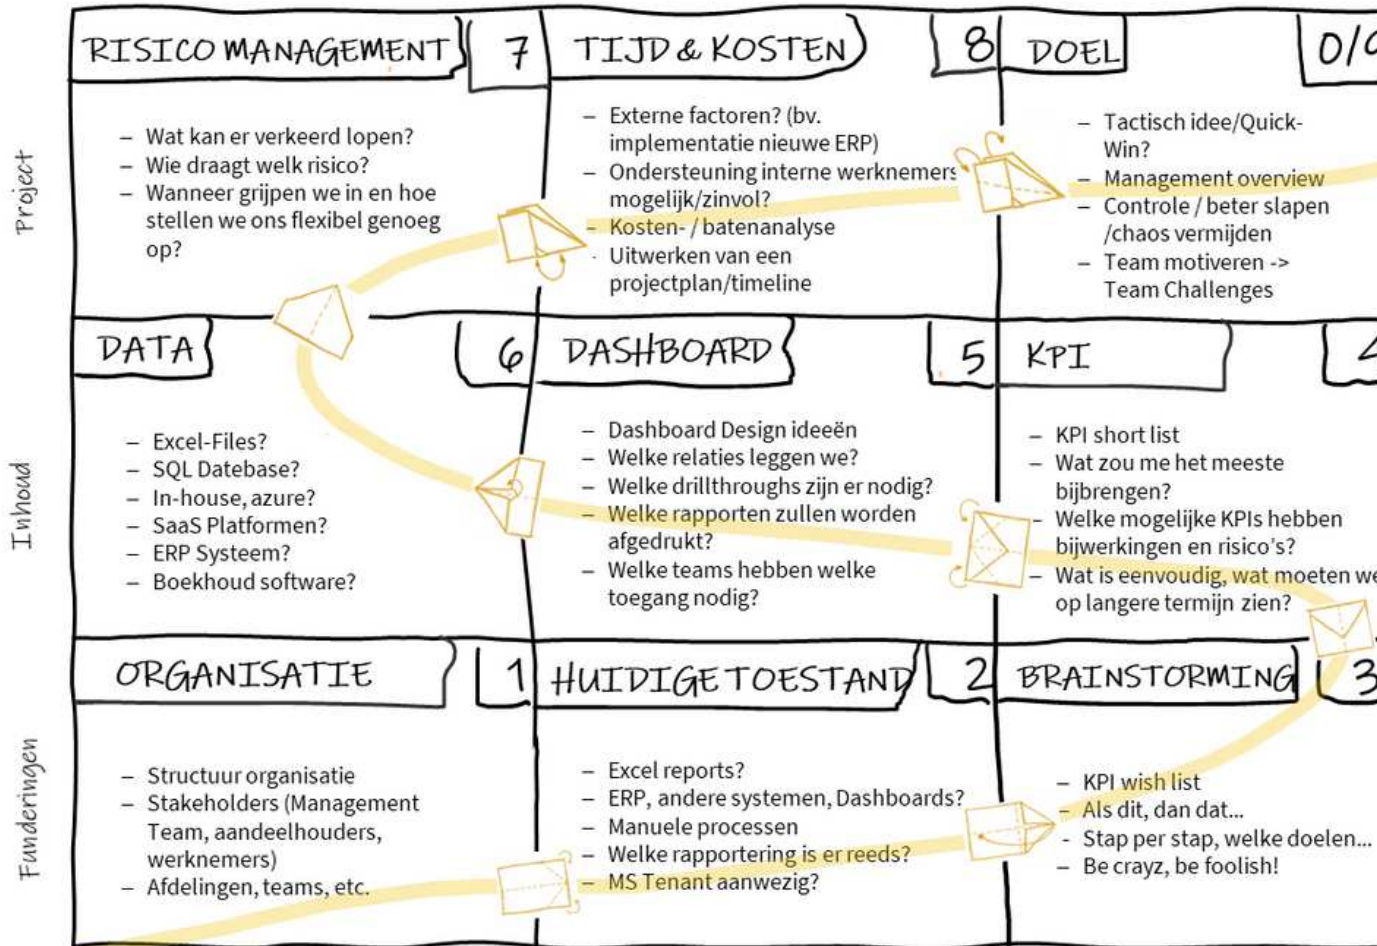 RISICO MANAGEMENT
7
TIJD & KOSTEN
8
DOEL
0/9
Project
– Wat kan er verkeerd lopen?
– Wie draagt welk risico?
– Wanneer grijpen we in en hoe
stellen we ons flexibel genoeg
op?
– Externe factoren? (bv.
implementatie nieuwe ERP)
– Ondersteuning interne werknemers
mogelijk/zinvol?
– Kosten- / batenanalyse
- Uitwerken van een
projectplan/timeline
– Tactisch idee/Quick-
Win?
– Management overview
– Controle / beter slapen
/chaos vermijden
– Team motiveren ->
Team Challenges
DATA
6
DASHBOARD
5
KPI
4
Inhoud
– Excel-Files?
– SQL Datebase?
– In-house, azure?
– SaaS Platformen?
– ERP Systeem?
– Boekhoud software?
– Dashboard Design ideeën
– Welke relaties leggen we?
– Welke drillthroughs zijn er nodig?
– Welke rapporten zullen worden
afgedrukt?
– Welke teams hebben welke
toegang nodig?
– KPI short list
– Wat zou me het meeste
bijbrengen?
– Welke mogelijke KPIs hebben
bijwerkingen en risico's?
– Wat is eenvoudig, wat moeten we
op langere termijn zien?
ORGANISATIE
1
HUIDIGE TOESTAND
2
BRAINSTORMING
3
Funderingen
– Structuur organisatie
– Stakeholders (Management
Team, aandeelhouders,
werknemers)
– Afdelingen, teams, etc.
– Excel reports?
– ERP, andere systemen, Dashboards?
– Manuele processen
– Welke rapportering is er reeds?
– MS Tenant aanwezig?
– KPI wish list
– Als dit, dan dat...
- Stap per stap, welke doelen...
– Be crayz, be foolish!